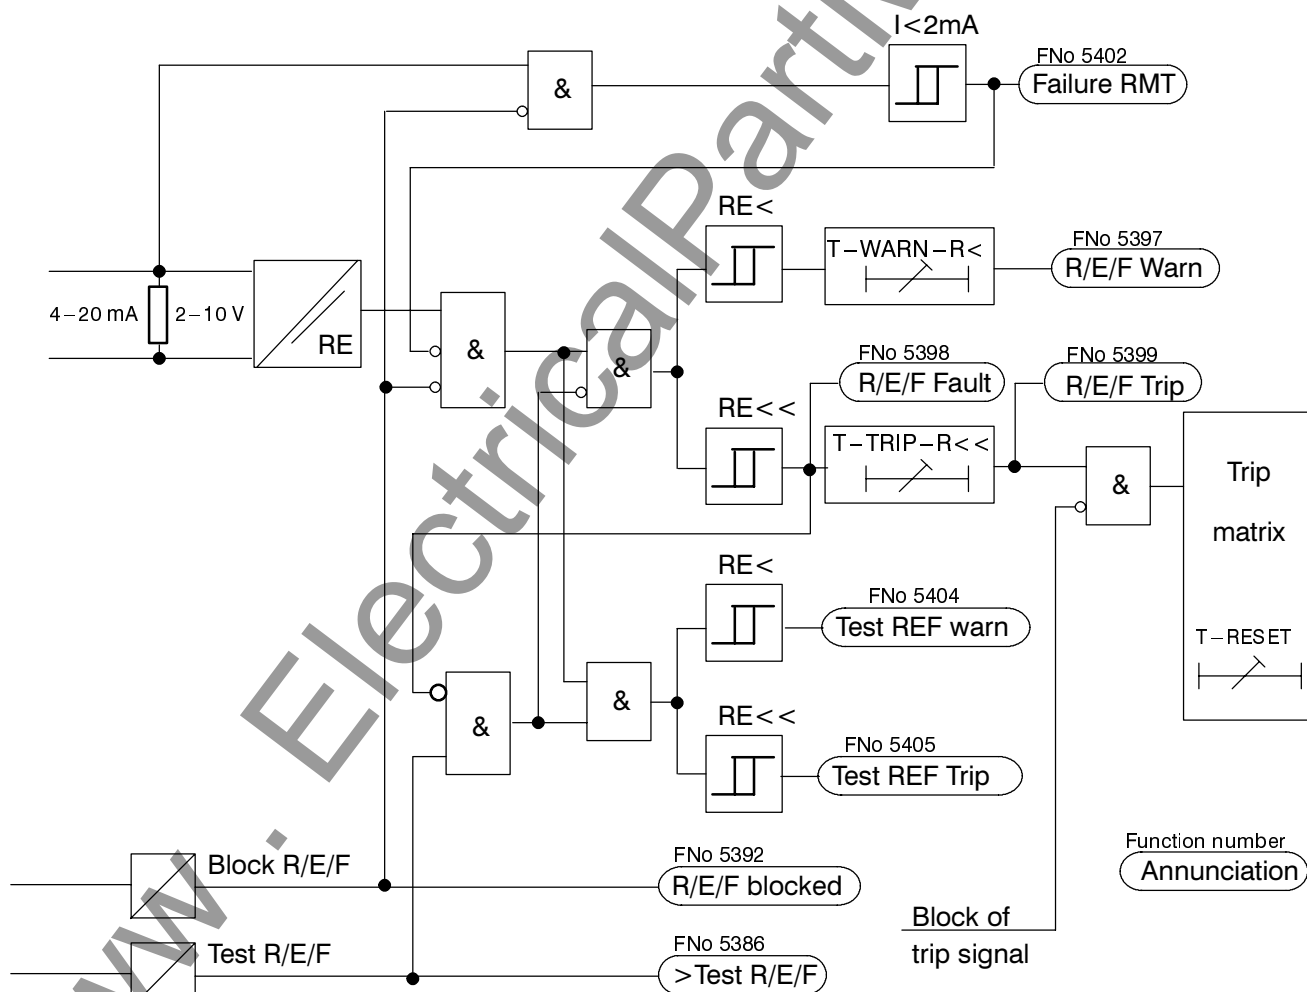 I<2mA
FNo 5402
&
Failure RMT
RE<
T-WARN-R<
FNo 5397
R/E/F Warn
4-20 mA
2-10 V
RE
&
&
FNo 5398
R/E/F Fault
FNo 5399
R/E/F Trip
RE<<
T-TRIP-R<<
&
Trip
matrix
RE<
FNo 5404
Test REF warn
T-RESET
&
&
RE<<
FNo 5405
Test REF Trip
Function number
Annunciation
Block R/E/F
FNo 5392
R/E/F blocked
Block of
trip signal
Test R/E/F
FNo 5386
>Test R/E/F
www . ElectricalPartM